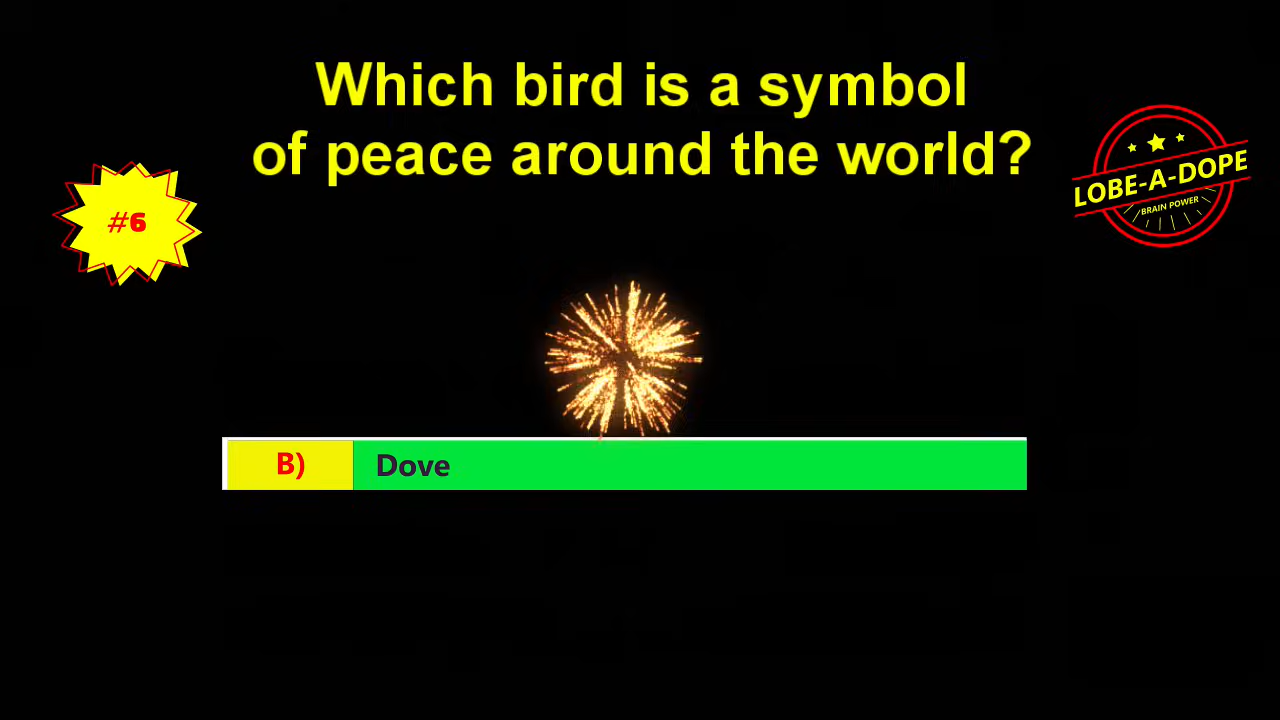 Which bird is a symbol
of peace around the world?
#6
LOBE-A-DOPE
BRAIN POWER
B) Dove